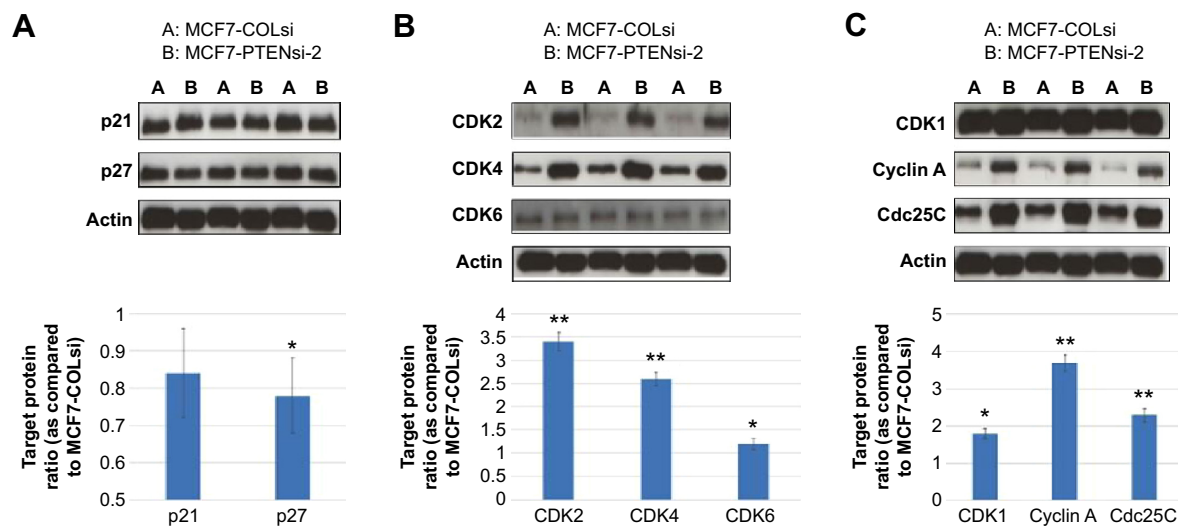 A
A: MCF7-COLsi
B: MCF7-PTENsi-2
A B A B A B
p21
p27
Actin
Target protein
ratio (as compared
to MCF7-COLsi)
1
0.9
0.8
0.7
0.6
0.5
*
p21 p27
B
A: MCF7-COLsi
B: MCF7-PTENsi-2
A B A B A B
CDK2
CDK4
CDK6
Actin
Target protein
ratio (as compared
to MCF7-COLsi)
4
3.5
3
2.5
2
1.5
1
0.5
0
**
**
*
CDK2 CDK4 CDK6
C
A: MCF7-COLsi
B: MCF7-PTENsi-2
A B A B A B
CDK1
Cyclin A
Cdc25C
Actin
Target protein
ratio (as compared
to MCF7-COLsi)
5
4
3
2
1
0
*
**
**
CDK1 Cyclin A Cdc25C